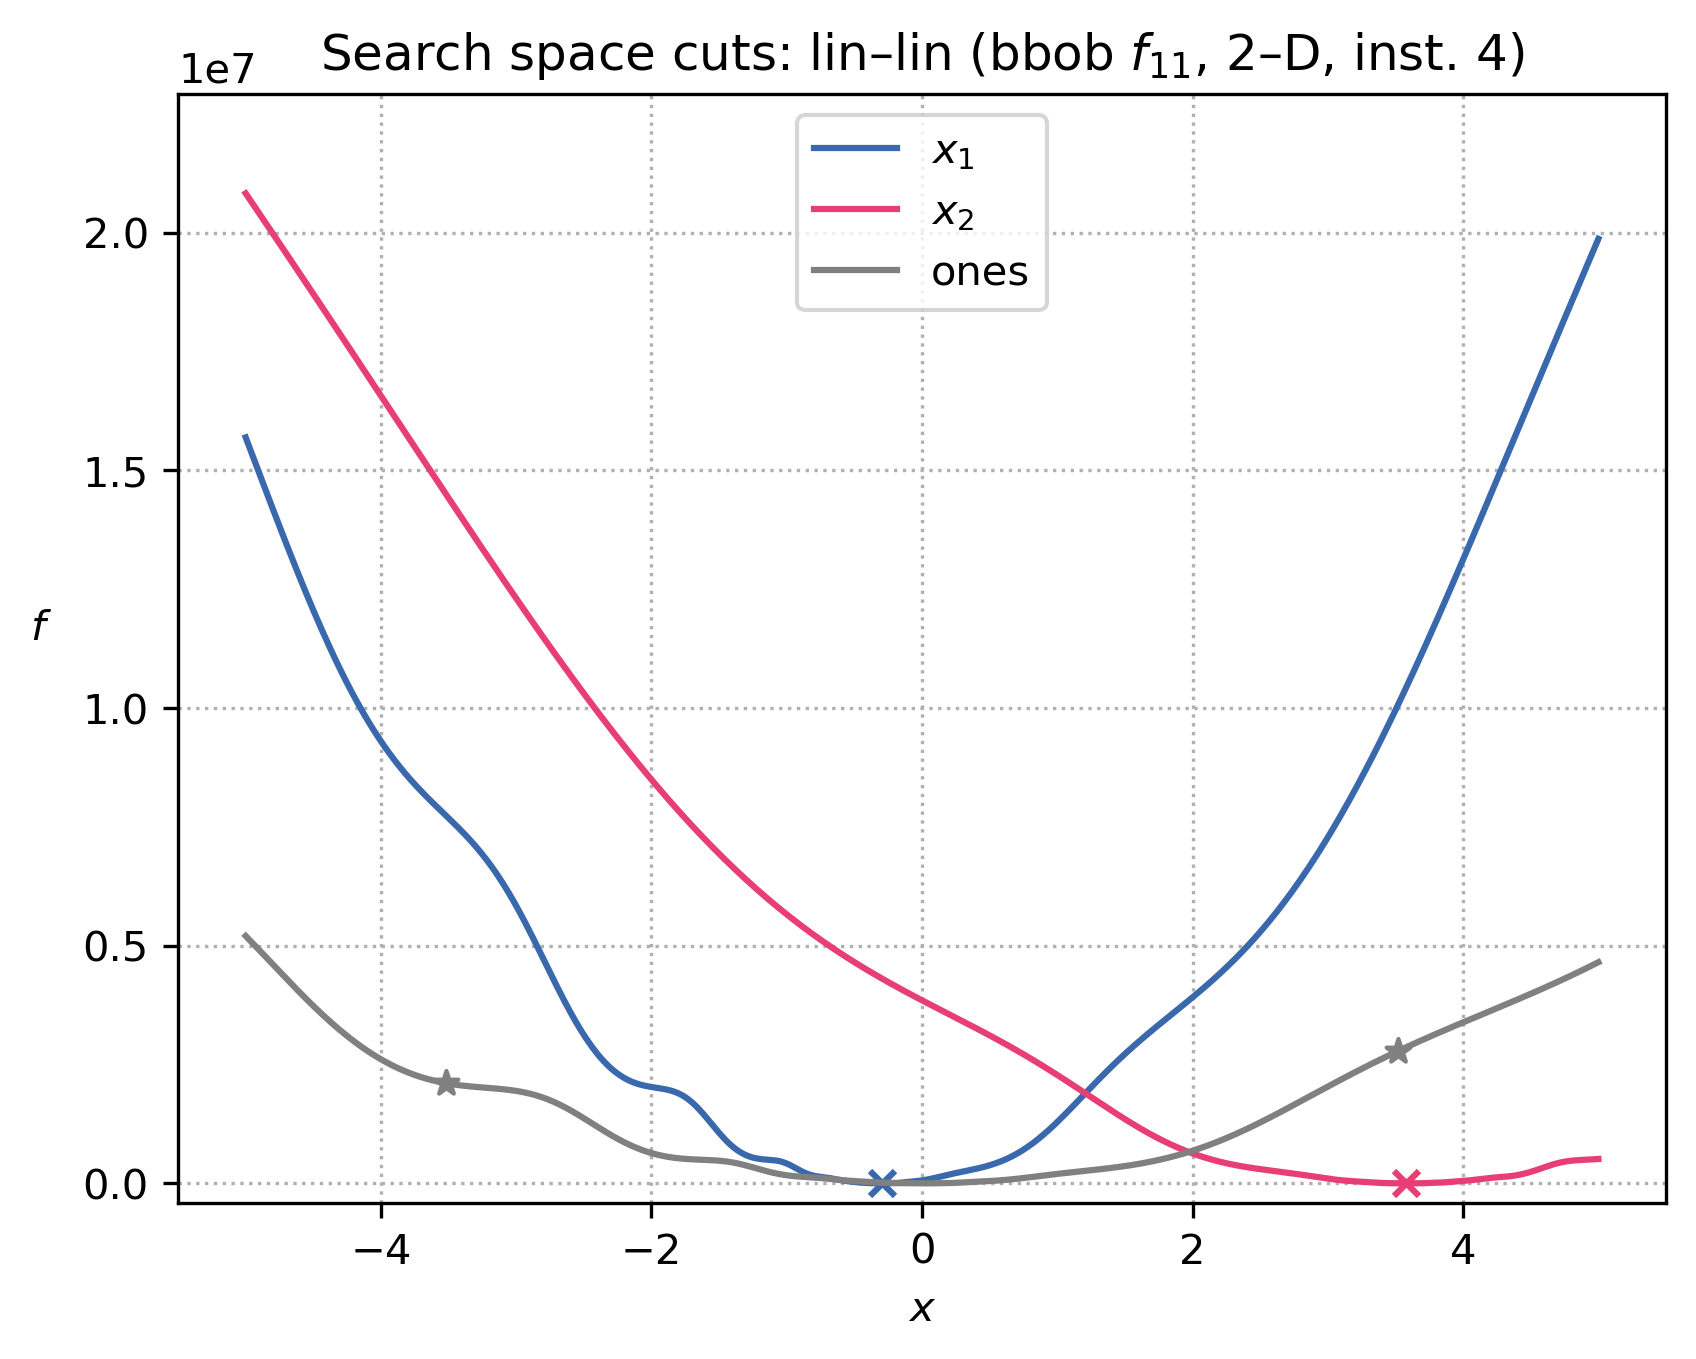 Search space cuts: lin–lin (bbob f₁₁, 2–D, inst. 4)
1e7
x₁
x₂
ones
2.0
1.5
1.0
0.5
0.0
f
−4
−2
0
2
4
x